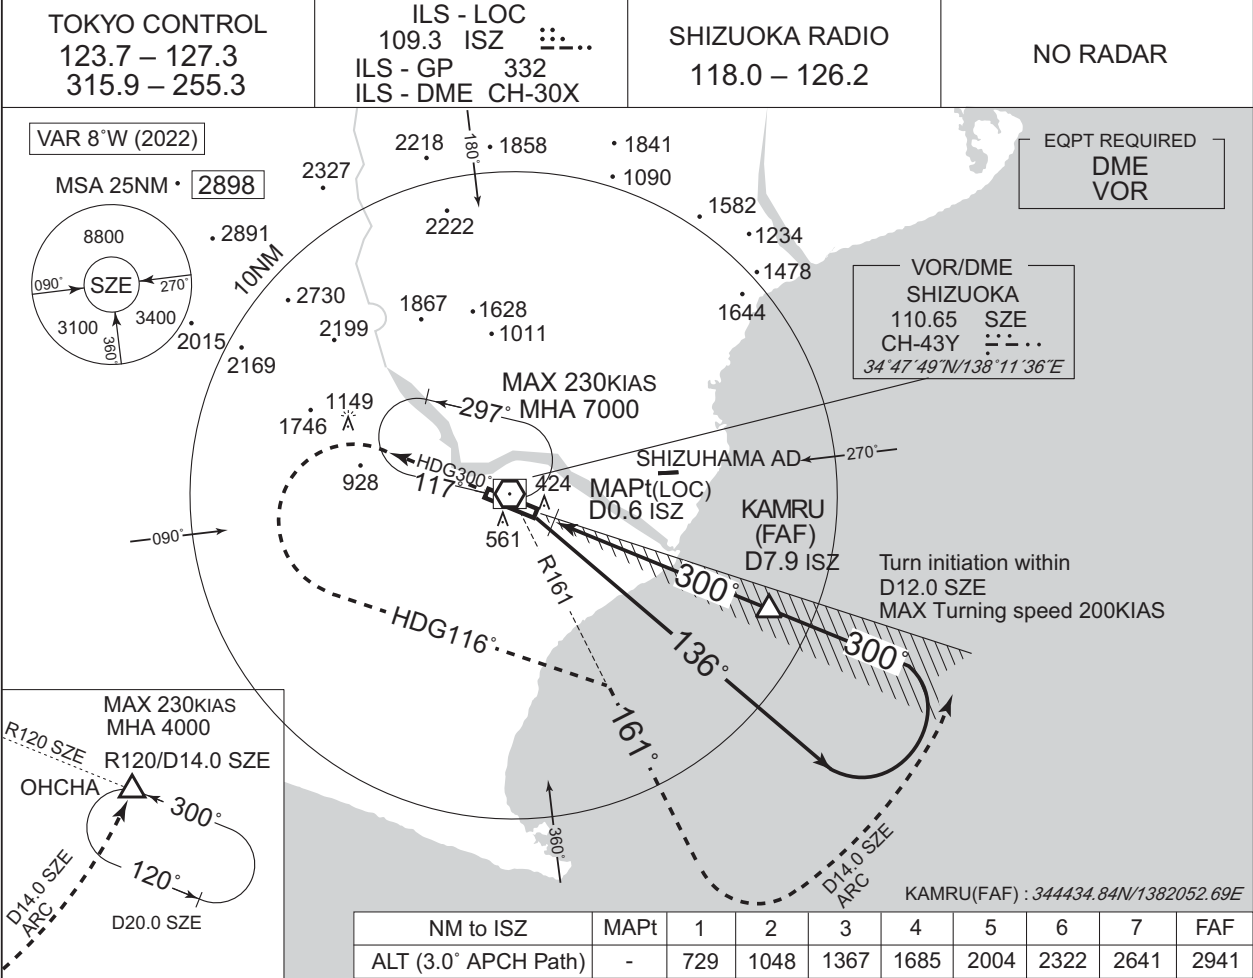 TOKYO CONTROL
123.7 – 127.3
315.9 – 255.3
ILS - LOC
109.3 ISZ
ILS - GP 332
ILS - DME CH-30X
SHIZUOKA RADIO
118.0 – 126.2
NO RADAR
VAR 8°W (2022)
MSA 25NM
2898
8800
090°
SZE
270°
3100
3400
360°
2015
2891
2327
2218
180°
1858
1841
1090
2222
1582
1234
1478
1644
10NM
2730
2199
2169
1867
1628
1011
EQPT REQUIRED
DME
VOR
VOR/DME
SHIZUOKA
110.65 SZE
CH-43Y
34°47´49˝N/138°11´36˝E
MAX 230KIAS
MHA 7000
297°
1149
1746
928
HDG300°
117°
SHIZUHAMA AD
270°
424
MAPt(LOC)
D0.6 ISZ
561
090°
KAMRU
(FAF)
D7.9 ISZ
Turn initiation within
D12.0 SZE
MAX Turning speed 200KIAS
R161
300°
300°
HDG116°
136°
161°
360°
D14.0 SZE
ARC
MAX 230KIAS
MHA 4000
R120 SZE
R120/D14.0 SZE
OHCHA
300°
120°
D14.0 SZE
ARC
D20.0 SZE
KAMRU(FAF) : 344434.84N/1382052.69E
NM to ISZ MAPt 1 2 3 4 5 6 7 FAF
ALT (3.0° APCH Path) - 729 1048 1367 1685 2004 2322 2641 2941